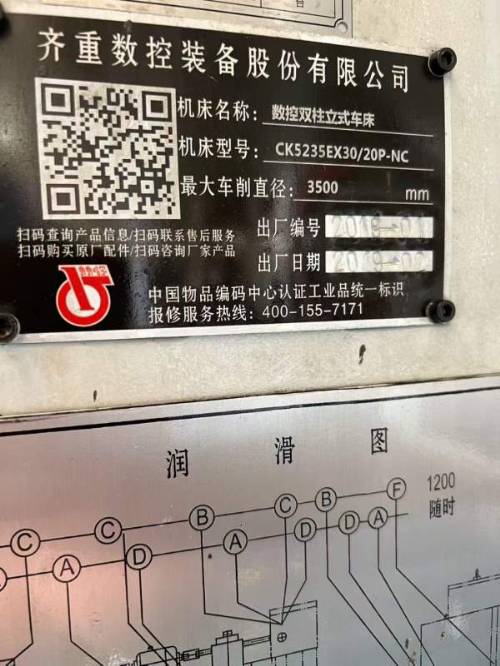 齐重数控装备股份有限公司
机床名称： 数控双柱立式车床
机床型号： CK5235EX30/20P-NC
最大车削直径： 3500 mm
出厂编号
扫码查询产品信息/扫码联系售后服务
扫码购买原厂配件/扫码咨询厂家产品
出厂日期
中国物品编码中心认证工业品统一标识
报修服务热线：400-155-7171
润 滑 图
1200
随时
F
B
C
B
C
C
A
D
D
A
D
A